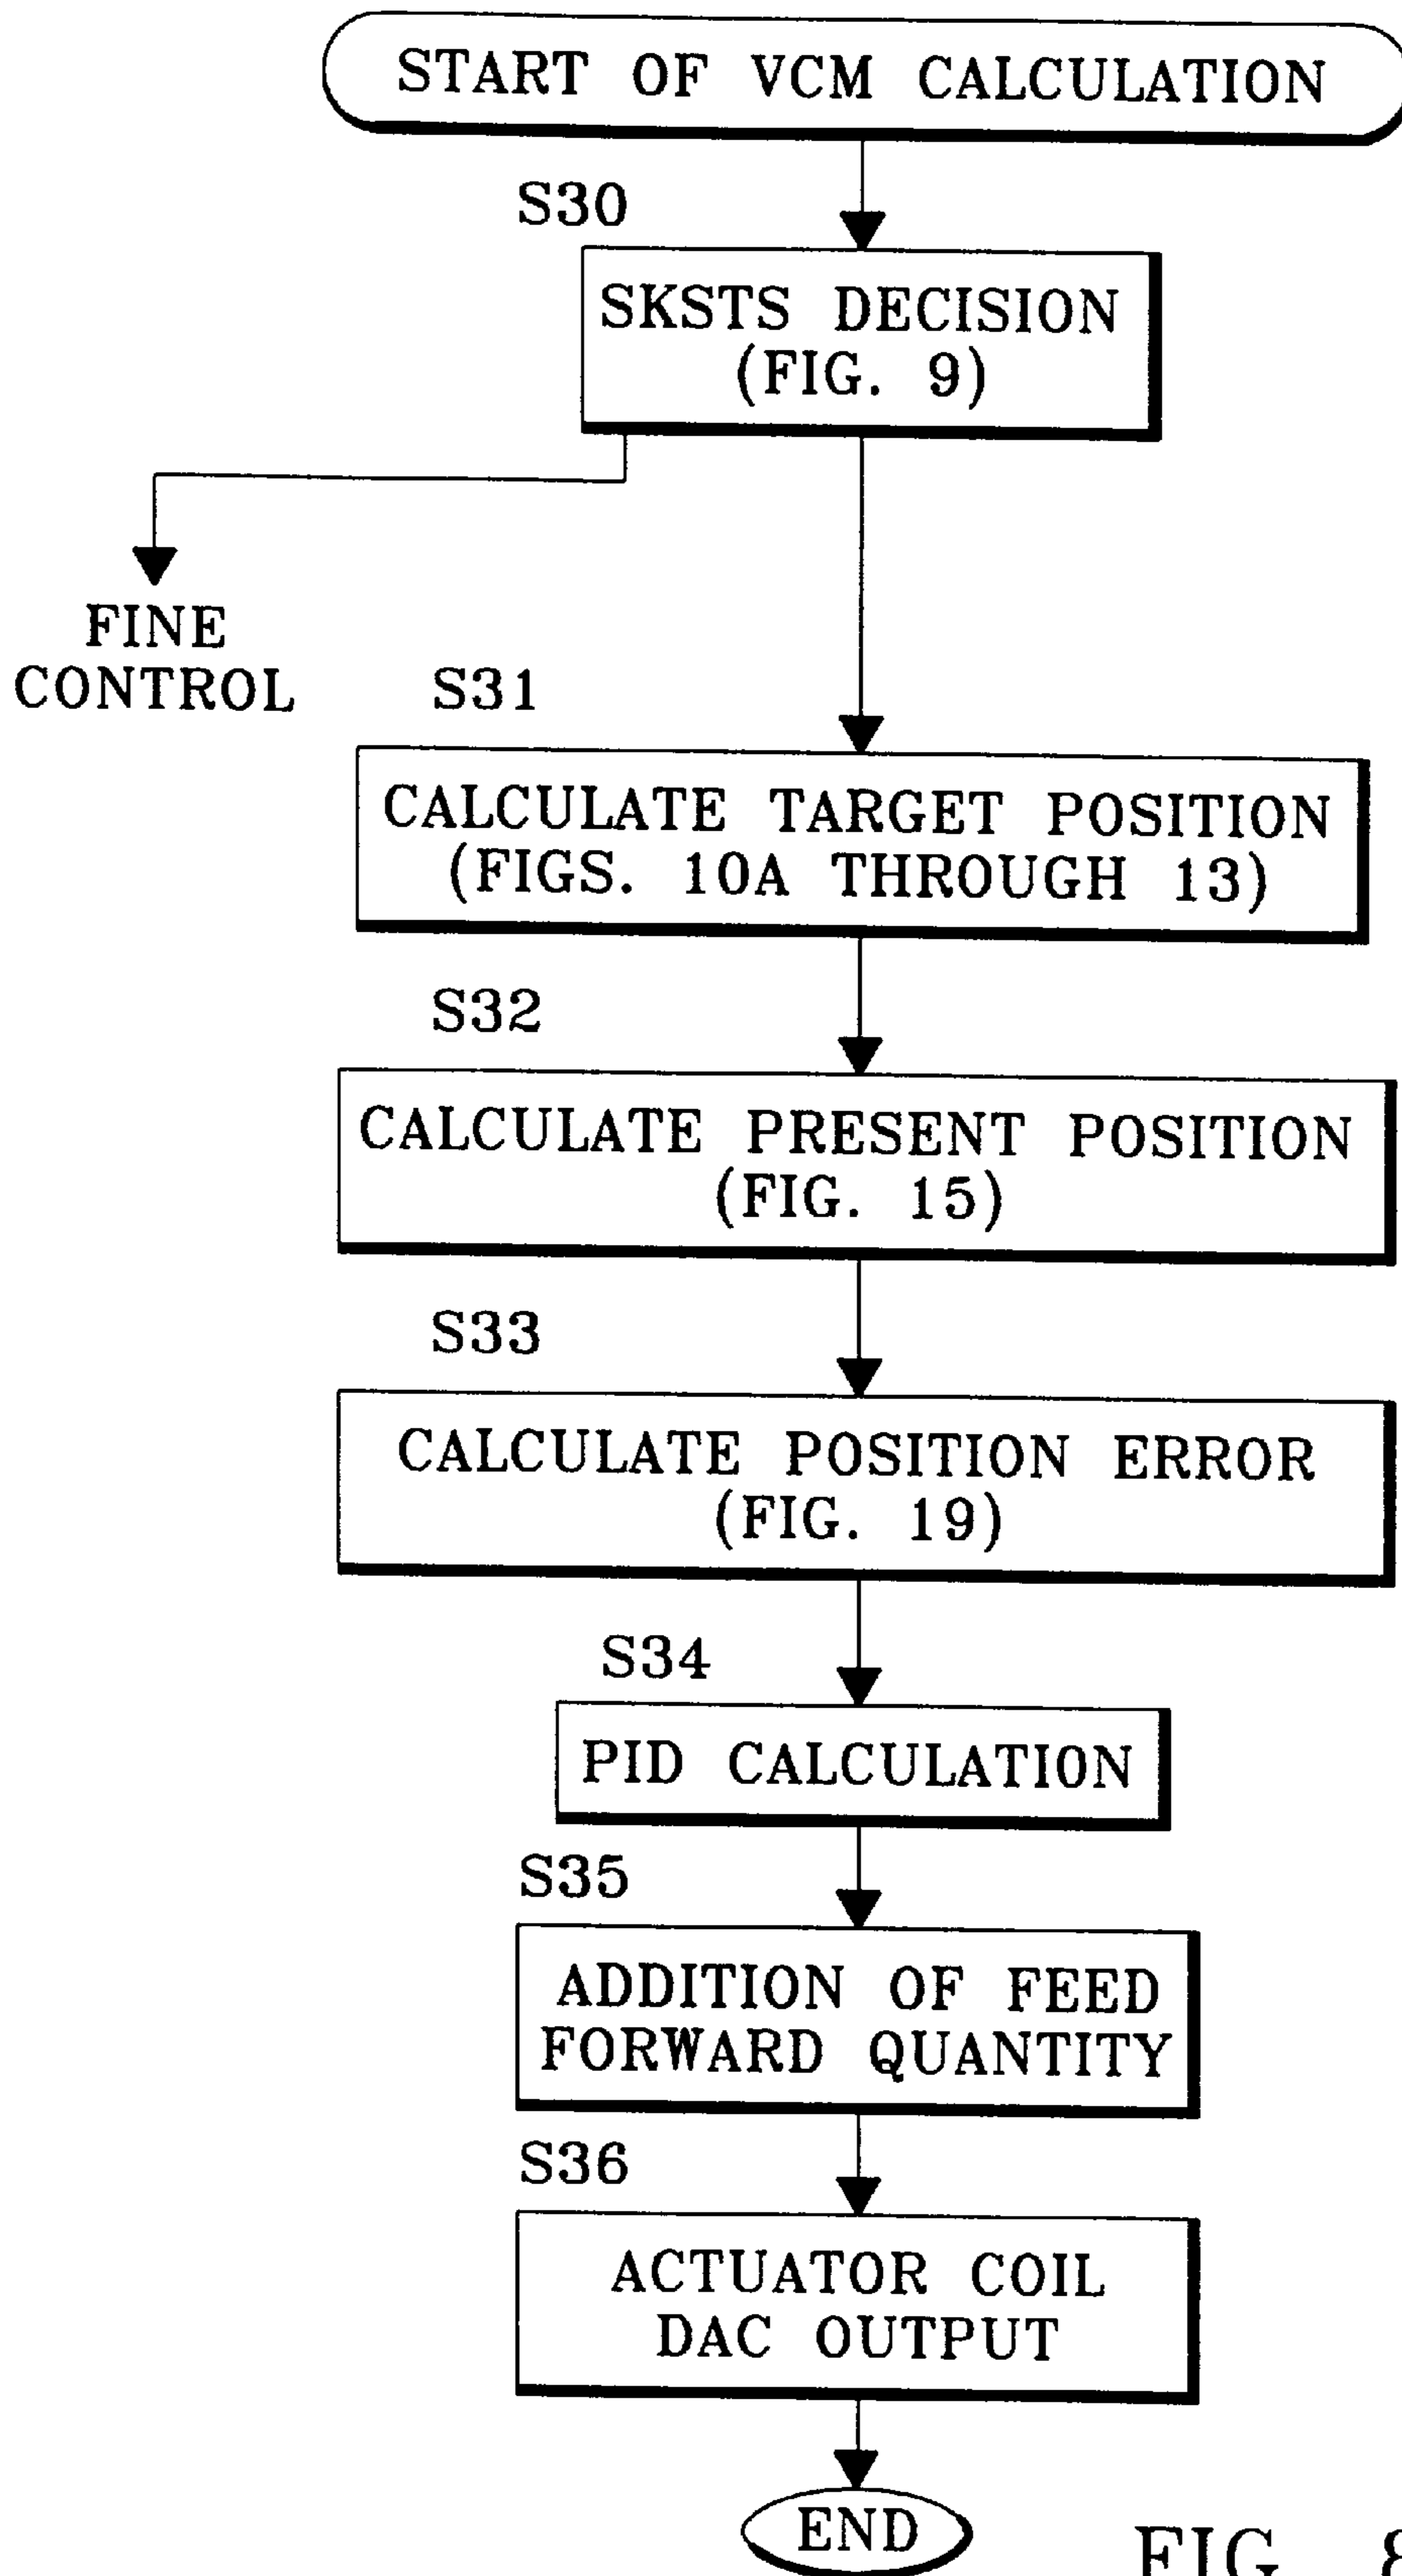 START OF VCM CALCULATION
S30
SKSTS DECISION
(FIG. 9)
FINE
CONTROL
S31
CALCULATE TARGET POSITION
(FIGS. 10A THROUGH 13)
S32
CALCULATE PRESENT POSITION
(FIG. 15)
S33
CALCULATE POSITION ERROR
(FIG. 19)
S34
PID CALCULATION
S35
ADDITION OF FEED
FORWARD QUANTITY
S36
ACTUATOR COIL
DAC OUTPUT
END
FIG. 8